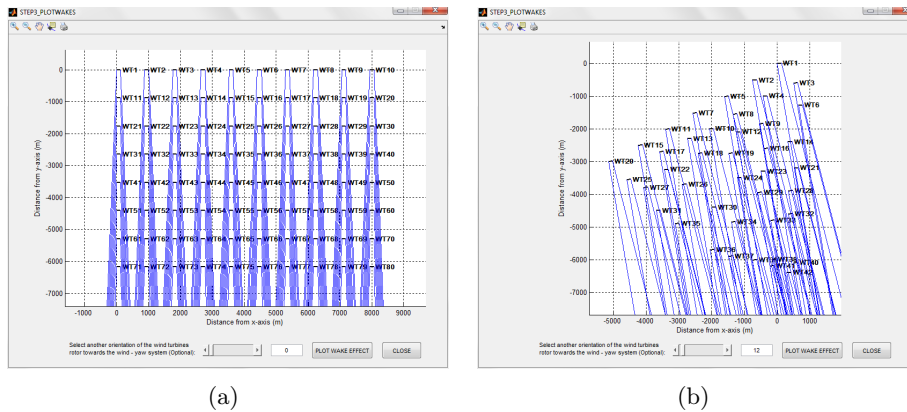 STEP3_PLOTWAKES
0
-1000
-2000
-3000
-4000
-5000
-6000
-7000
Distance from y-axis (m)
WT1 WT2 WT3 WT4 WT5 WT6 WT7 WT8 WT9 WT10
WT11 WT12 WT13 WT14 WT15 WT16 WT17 WT18 WT19 WT20
WT21 WT22 WT23 WT24 WT25 WT26 WT27 WT28 WT29 WT30
WT31 WT32 WT33 WT34 WT35 WT36 WT37 WT38 WT39 WT40
WT41 WT42 WT43 WT44 WT45 WT46 WT47 WT48 WT49 WT50
WT51 WT52 WT53 WT54 WT55 WT56 WT57 WT58 WT59 WT60
WT61 WT62 WT63 WT64 WT65 WT66 WT67 WT68 WT69 WT70
WT71 WT72 WT73 WT74 WT75 WT76 WT77 WT78 WT79 WT80
-1000 0 1000 2000 3000 4000 5000 6000 7000 8000 9000
Distance from x-axis (m)
Select another orientation of the wind turbines
rotor towards the wind - yaw system (Optional):
0
PLOT WAKE EFFECT
CLOSE
(a)
STEP3_PLOTWAKES
0
-1000
-2000
-3000
-4000
-5000
-6000
-7000
Distance from y-axis (m)
WT1
WT2
WT3
WT5
WT4
WT6
WT7
WT8
WT11
WT10
WT9
WT12
WT15
WT13
WT14
WT17
WT18
WT19
WT16
WT20
WT22
WT23
WT21
WT25
WT24
WT27
WT26
WT29
WT28
WT31
WT30
WT32
WT35
WT34
WT33
WT36
WT37
WT40
WT41
WT42
-5000 -4000 -3000 -2000 -1000 0 1000
Distance from x-axis (m)
Select another orientation of the wind turbines
rotor towards the wind - yaw system (Optional):
12
PLOT WAKE EFFECT
CLOSE
(b)